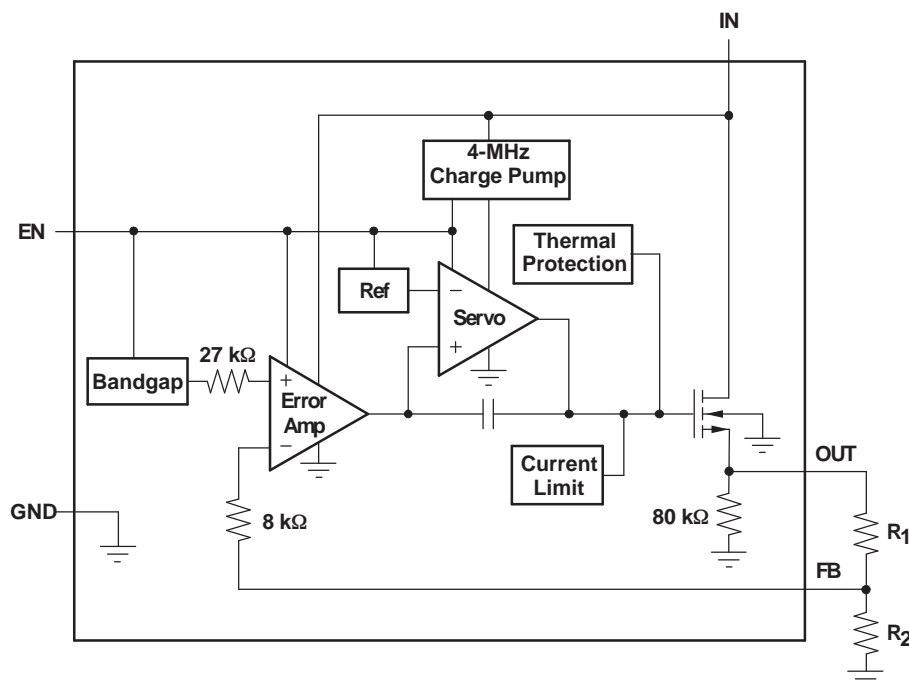 IN
4-MHz
Charge Pump
EN
Thermal
Protection
Ref
−
Servo
+
27 kΩ
Bandgap
+
Error
Amp
−
Current
Limit
OUT
GND
8 kΩ
80 kΩ
R1
FB
R2